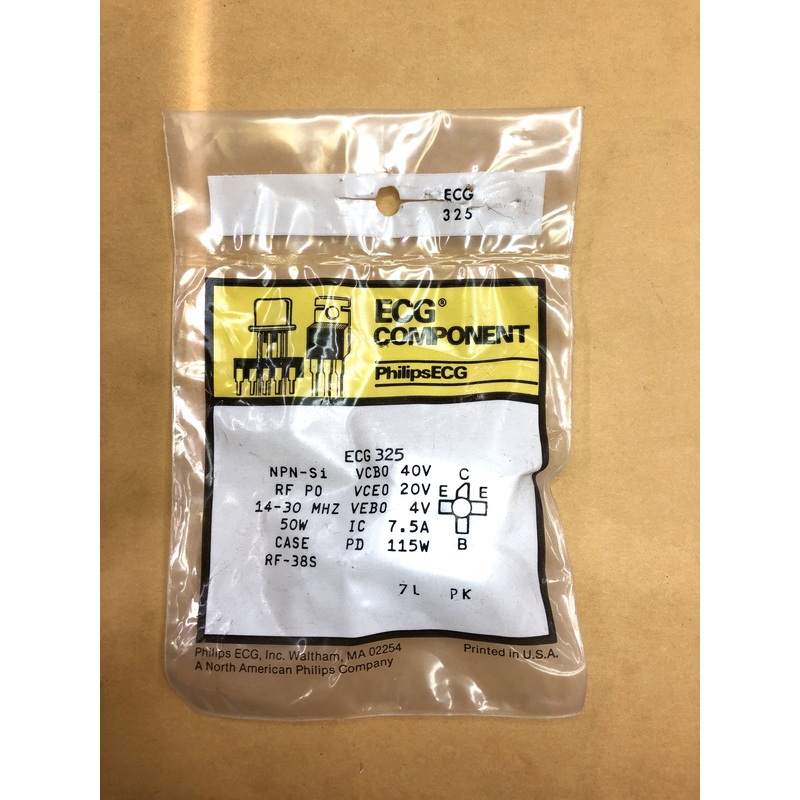 ECG
325
ECG®
COMPONENT
PhilipsECG
ECG 325
NPN-Si VCBO 40V
RF PO VCEO 20V
14-30 MHZ VEBO 4V
50W IC 7.5A
CASE PD 115W
RF-38S
C
E E
B
7L PK
Philips ECG, Inc. Waltham, MA 02254
A North American Philips Company
Printed in U.S.A.